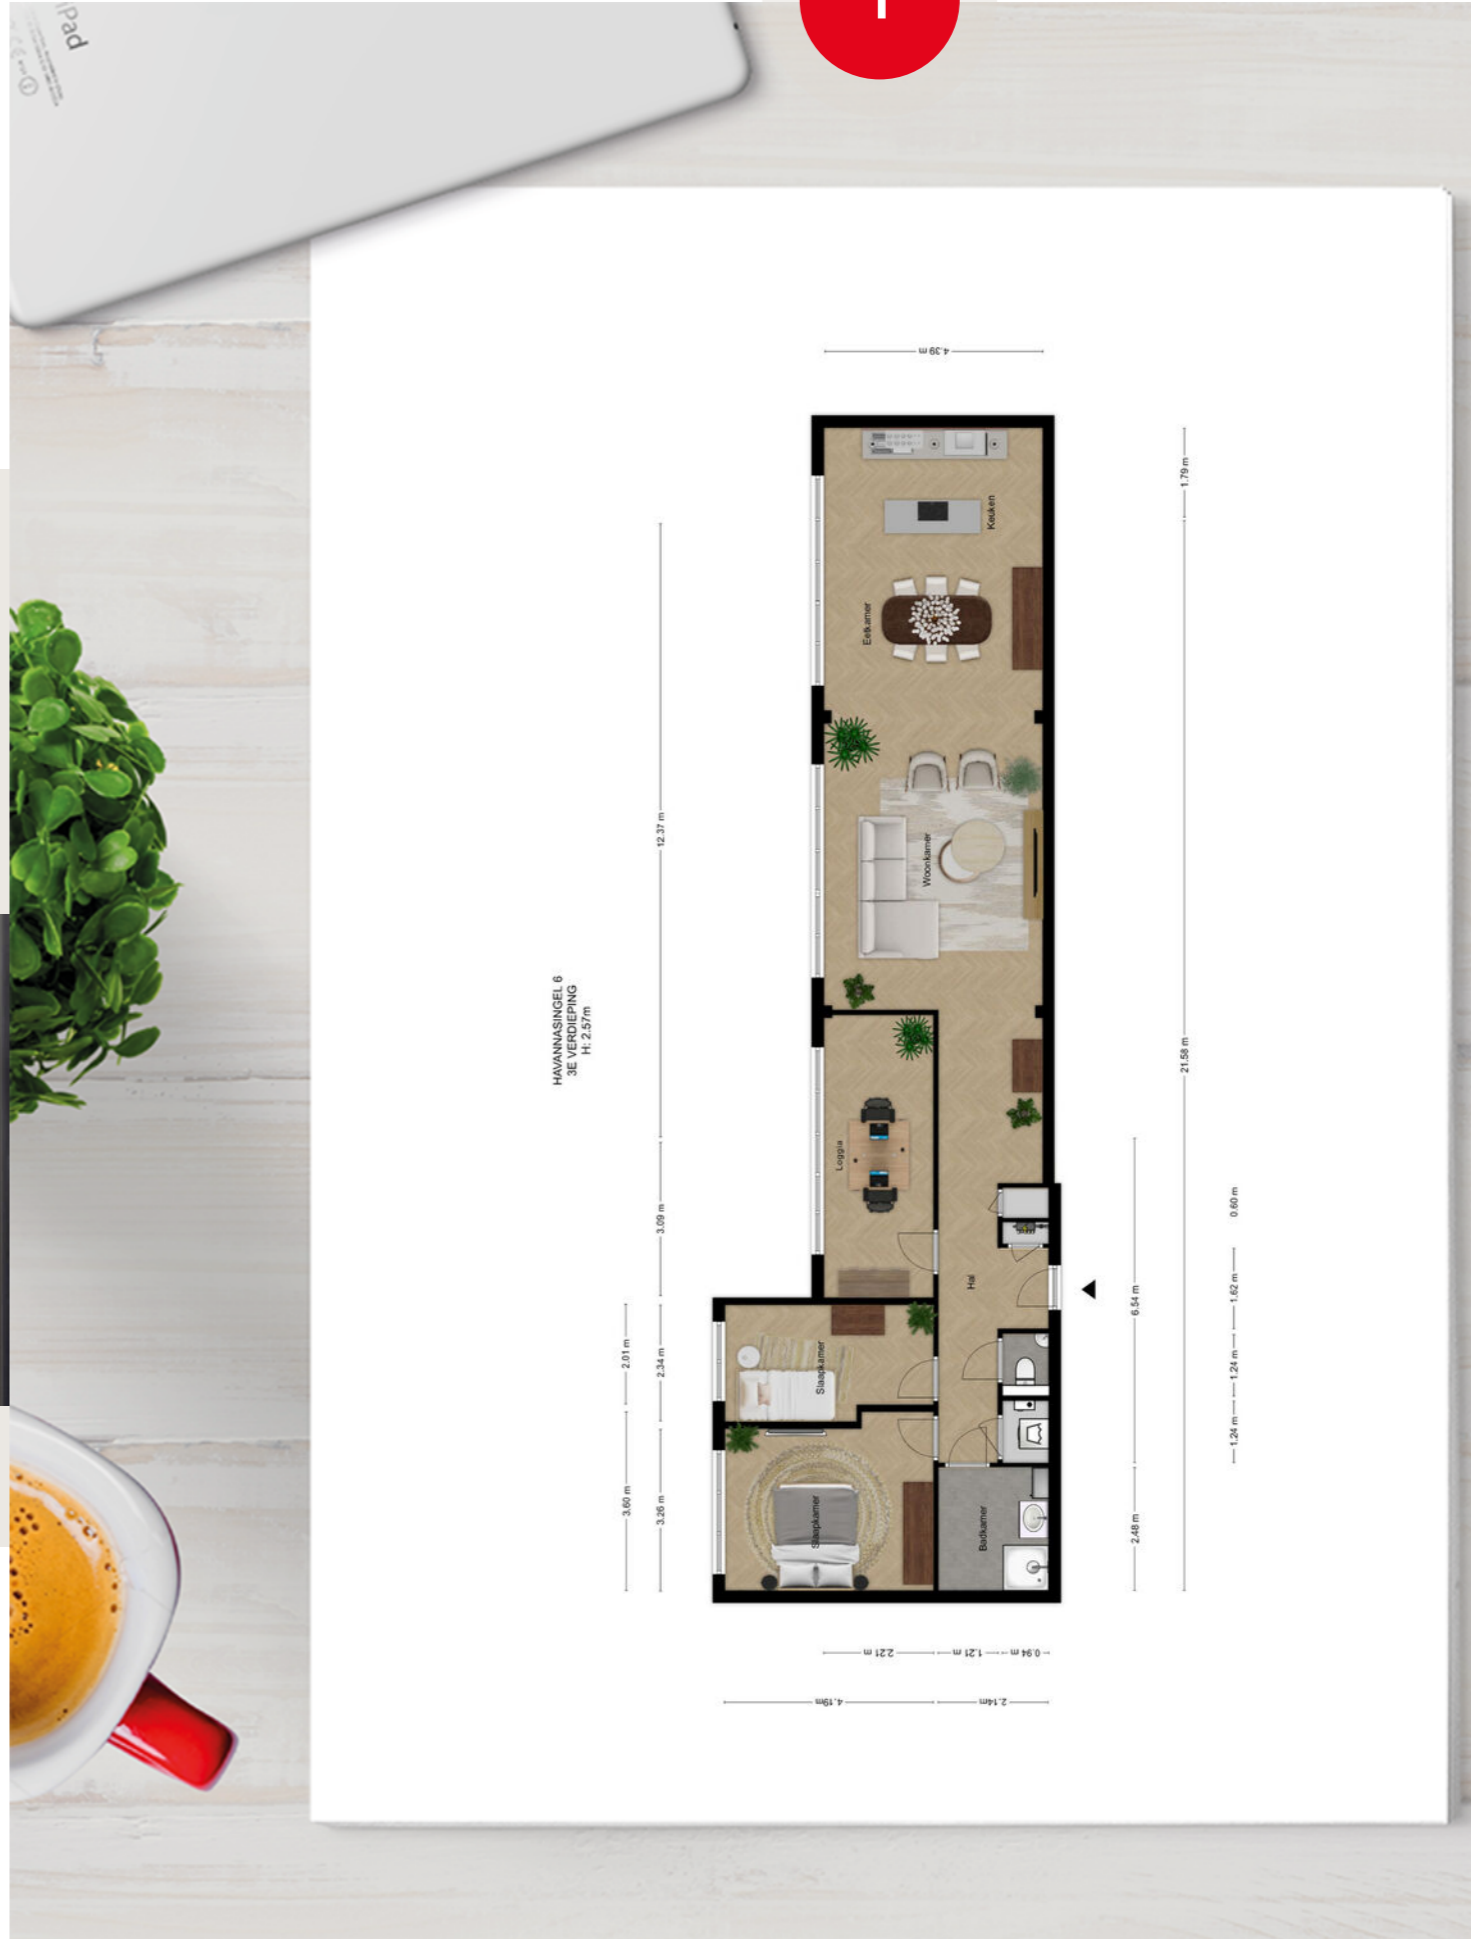 iPad
HAVANNASINGEL 6
3E VERDIEPING
H: 2.57m
4.39 m
1.79 m
21.58 m
12.37 m
3.09 m
2.34 m
3.26 m
2.01 m
3.60 m
6.54 m
2.48 m
0.60 m
1.62 m
1.24 m
1.24 m
2.21 m
1.21 m
0.94 m
4.19m
2.14m
Keuken
Eetkamer
Woonkamer
Loggia
Hal
Slaapkamer
Slaapkamer
Badkamer